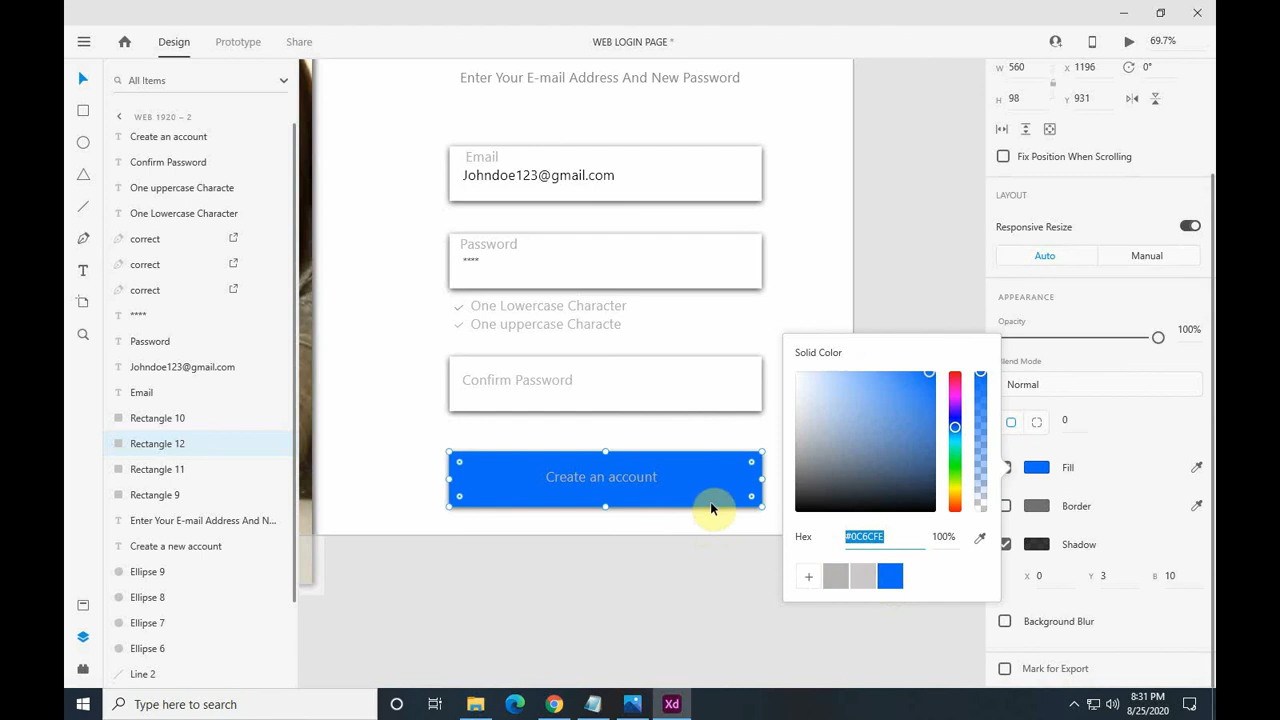 Design
Prototype
Share
WEB LOGIN PAGE *
69.7%
All Items
WEB 1920 – 2
Create an account
Confirm Password
One uppercase Characte
One Lowercase Character
correct
correct
correct
****
Password
Johndoe123@gmail.com
Email
Rectangle 10
Rectangle 12
Rectangle 11
Rectangle 9
Enter Your E-mail Address And N...
Create a new account
Ellipse 9
Ellipse 8
Ellipse 7
Ellipse 6
Line 2
Enter Your E-mail Address And New Password
Email
Johndoe123@gmail.com
Password
****
One Lowercase Character
One uppercase Characte
Confirm Password
Create an account
Solid Color
Hex #0C6CFE 100%
W 560 X 1196 0°
H 98 Y 931
Fix Position When Scrolling
LAYOUT
Responsive Resize
Auto Manual
APPEARANCE
Opacity
100%
lend Mode
Normal
0
Fill
Border
Shadow
X 0 Y 3 B 10
Background Blur
Mark for Export
Type here to search
Xd
8:31 PM
8/25/2020